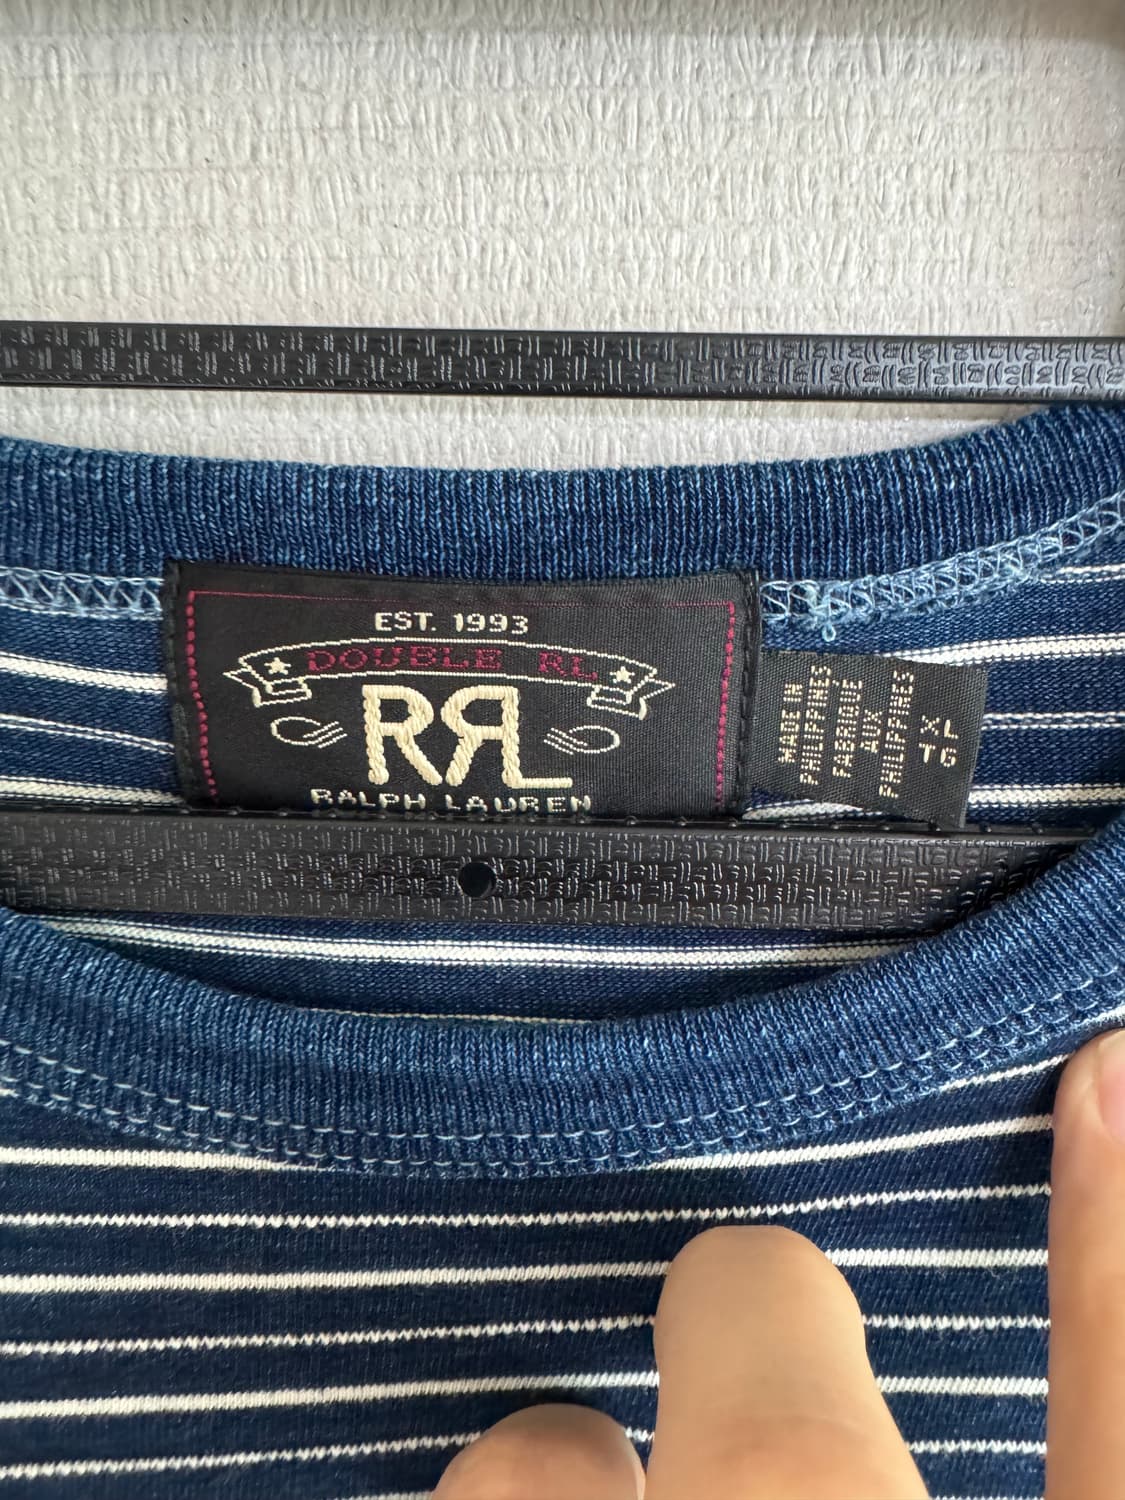 EST. 1993
DOUBLE RL
RRL
RALPH LAUREN
MADE IN
PHILIPPINES
FABRIQUE
AUX
PHILIPPINES
XL
TG